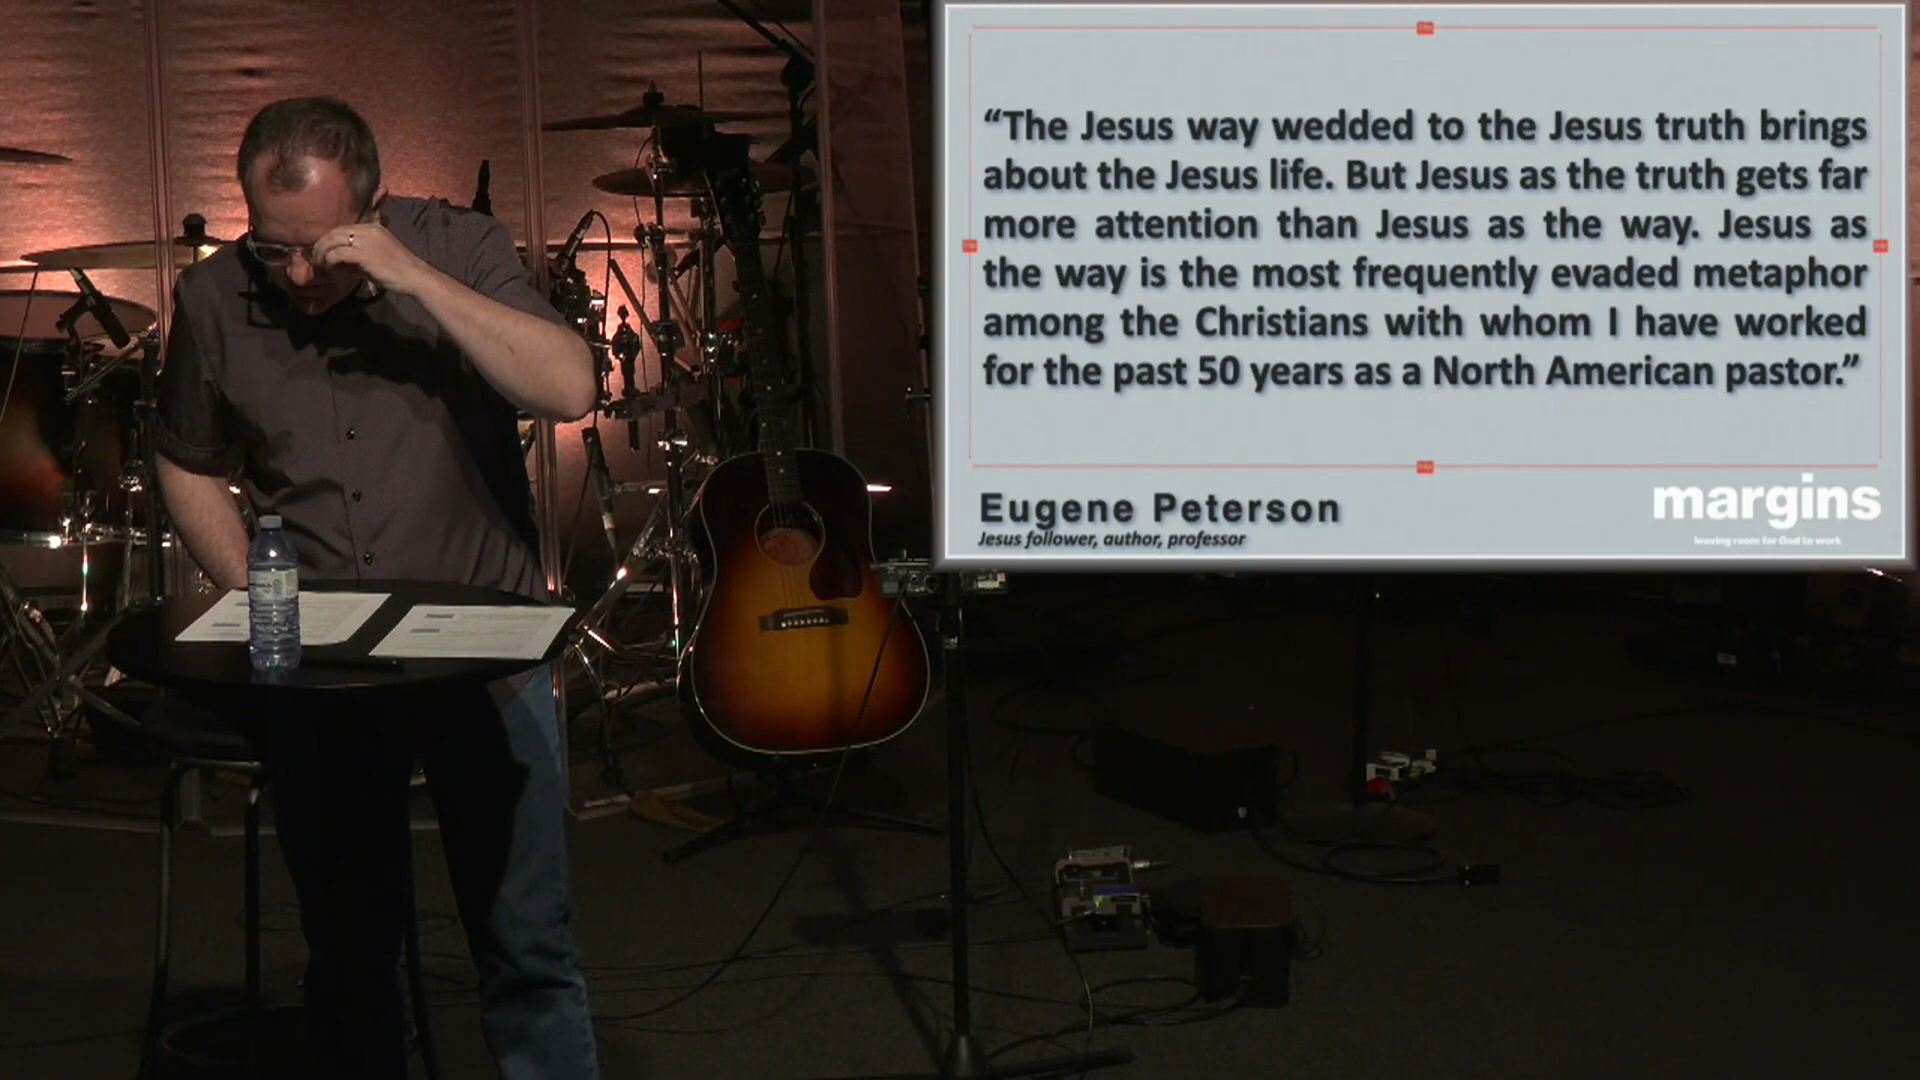 “The Jesus way wedded to the Jesus truth brings
about the Jesus life. But Jesus as the truth gets far
more attention than Jesus as the way. Jesus as
the way is the most frequently evaded metaphor
among the Christians with whom I have worked
for the past 50 years as a North American pastor.”
Eugene Peterson
Jesus follower, author, professor
margins
leaving room for God to work